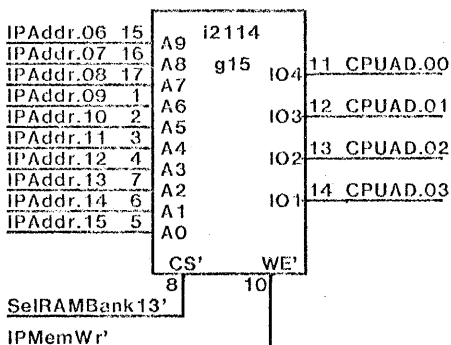 i2114
g15
IPAddr.06 15 A9
IPAddr.07 16 A8
IPAddr.08 17 A7
IPAddr.09 1 A6
IPAddr.10 2 A5
IPAddr.11 3 A4
IPAddr.12 4 A3
IPAddr.13 7 A2
IPAddr.14 6 A1
IPAddr.15 5 A0
IO4 11 CPUAD.00
IO3 12 CPUAD.01
IO2 13 CPUAD.02
IO1 14 CPUAD.03
CS' WE'
8 10
SelRAMBank13'
IPMemWr'